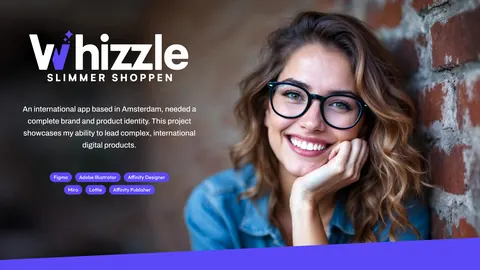 Whizzle
SLIMMER SHOPPEN
An international app based in Amsterdam, needed a
complete brand and product identity. This project
showcases my ability to lead complex, international
digital products.
Figma
Adobe Illustrator
Affinity Designer
Miro
Lottie
Affinity Publisher